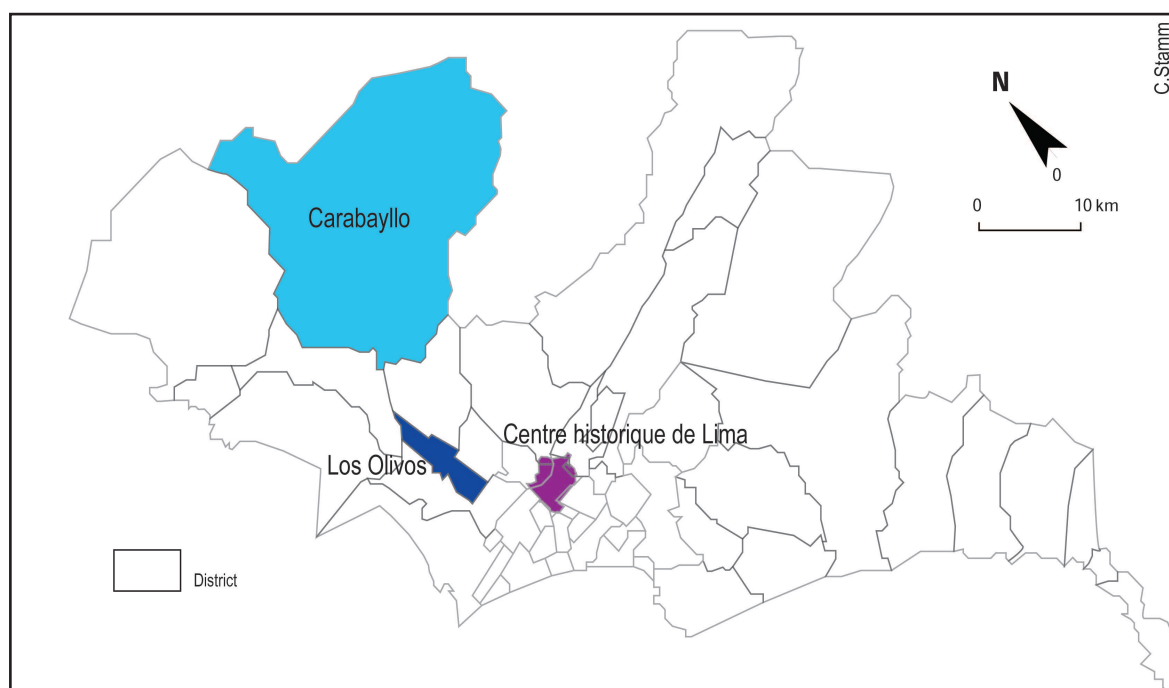 C.Stamm
N
0
0 10 km
Carabayllo
Centre historique de Lima
Los Olivos
District